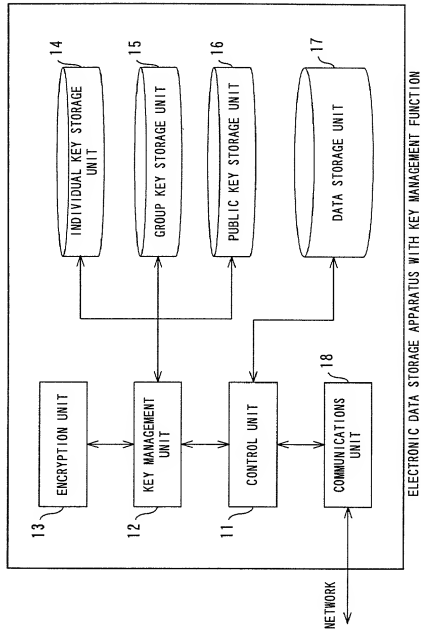 14
INDIVIDUAL KEY STORAGE
UNIT
15
GROUP KEY STORAGE UNIT
16
PUBLIC KEY STORAGE UNIT
17
DATA STORAGE UNIT
13
ENCRYPTION UNIT
12
KEY MANAGEMENT
UNIT
11
CONTROL UNIT
18
COMMUNICATIONS
UNIT
NETWORK
ELECTRONIC DATA STORAGE APPARATUS WITH KEY MANAGEMENT FUNCTION